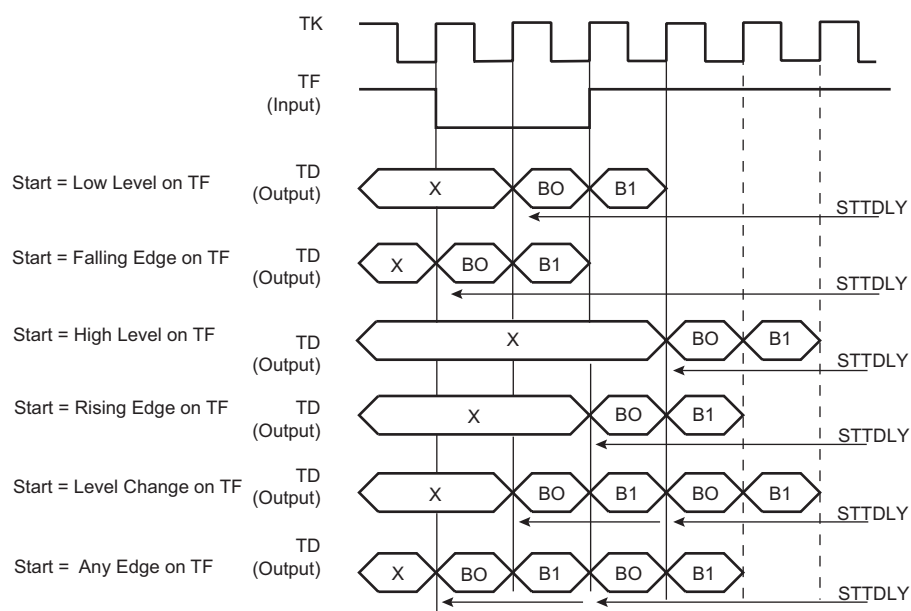 TK
TF
(Input)
Start = Low Level on TF
TD
(Output)
X
BO
B1
STTDLY
Start = Falling Edge on TF
TD
(Output)
X
BO
B1
STTDLY
Start = High Level on TF
TD
(Output)
X
BO
B1
STTDLY
Start = Rising Edge on TF
TD
(Output)
X
BO
B1
STTDLY
Start = Level Change on TF
TD
(Output)
X
BO
B1
BO
B1
STTDLY
Start = Any Edge on TF
TD
(Output)
X
BO
B1
BO
B1
STTDLY